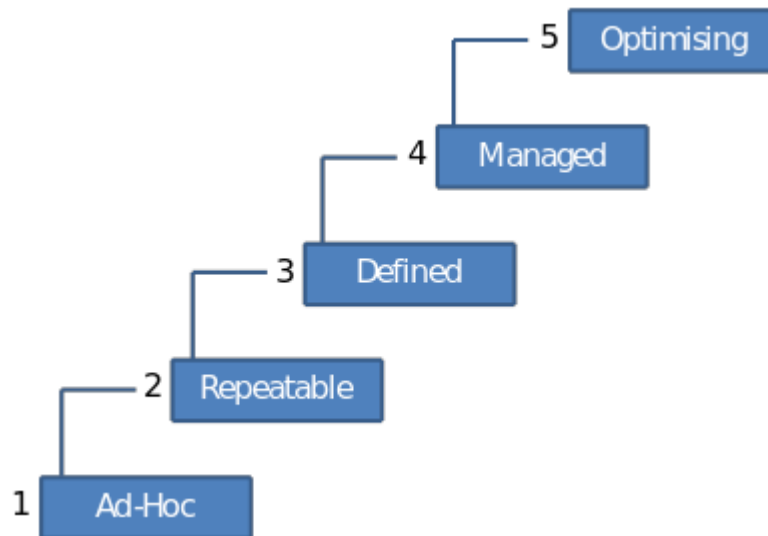 5 Optimising
4 Managed
3 Defined
2 Repeatable
1 Ad-Hoc